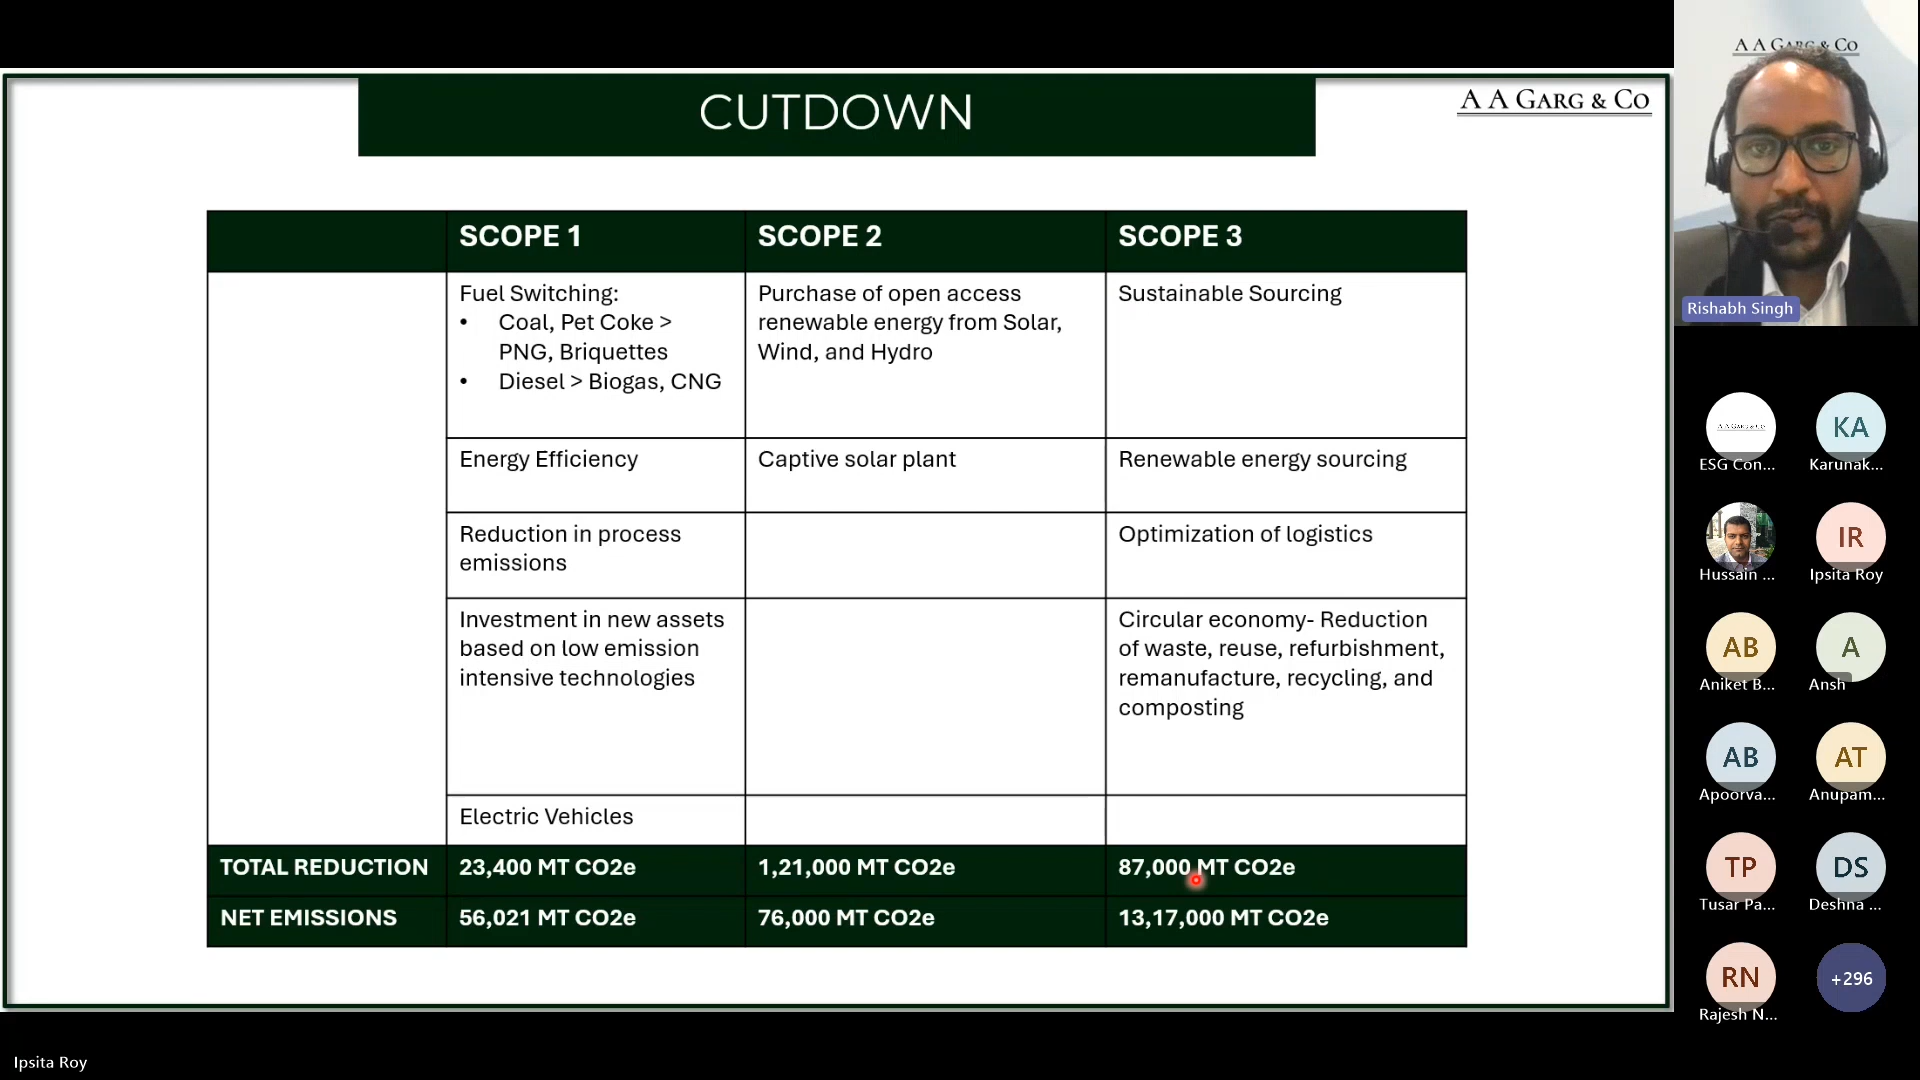 CUTDOWN
A A GARG & CO
SCOPE 1
SCOPE 2
SCOPE 3
Fuel Switching:
• Coal, Pet Coke >
PNG, Briquettes
• Diesel > Biogas, CNG
Purchase of open access
renewable energy from Solar,
Wind, and Hydro
Sustainable Sourcing
Energy Efficiency
Captive solar plant
Renewable energy sourcing
Reduction in process
emissions
Optimization of logistics
Investment in new assets
based on low emission
intensive technologies
Circular economy- Reduction
of waste, reuse, refurbishment,
remanufacture, recycling, and
composting
Electric Vehicles
TOTAL REDUCTION
23,400 MT CO2e
1,21,000 MT CO2e
87,000 MT CO2e
NET EMISSIONS
56,021 MT CO2e
76,000 MT CO2e
13,17,000 MT CO2e
A A GARG & CO
Rishabh Singh
A A GARG & CO
ESG Con...
KA
Karunak...
Hussain ...
IR
Ipsita Roy
AB
Aniket B...
A
Ansh
AB
Apoorva...
AT
Anupam...
TP
Tusar Pa...
DS
Deshna ...
RN
Rajesh N...
+296
Ipsita Roy